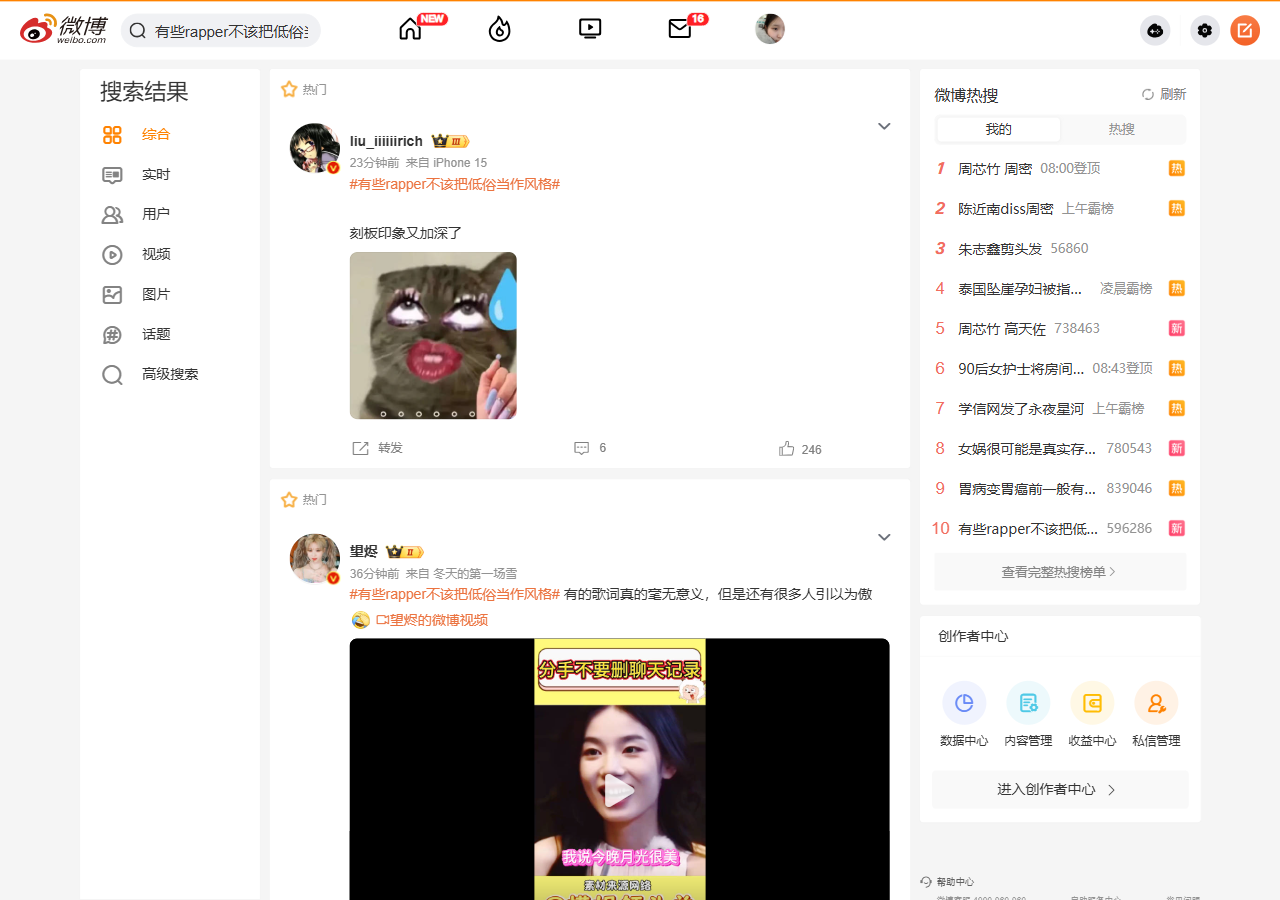 微博
weibo.com
有些rapper不该把低俗
NEW
16
搜索结果
综合
实时
用户
视频
图片
话题
高级搜索
热门
liu_iiiiiirich III
23分钟前 来自 iPhone 15
#有些rapper不该把低俗当作风格#
刻板印象又加深了
转发
6
246
热门
望烬 II
36分钟前 来自 冬天的第一场雪
#有些rapper不该把低俗当作风格# 有的歌词真的毫无意义，但是还有很多人引以为傲
望烬的微博视频
分手不要删聊天记录
我说今晚月光很美
素材来源网络
微博热搜
刷新
我的
热搜
1 周芯竹 周密 08:00登顶 热
2 陈近南diss周密 上午霸榜 热
3 朱志鑫剪头发 56860
4 泰国坠崖孕妇被指... 凌晨霸榜 热
5 周芯竹 高天佐 738463 新
6 90后女护士将房间... 08:43登顶 热
7 学信网发了永夜星河 上午霸榜 热
8 女娲很可能是真实存... 780543 新
9 胃病变胃癌前一般有... 839046 热
10 有些rapper不该把低... 596286 新
查看完整热搜榜单
创作者中心
数据中心
内容管理
收益中心
私信管理
进入创作者中心
帮助中心